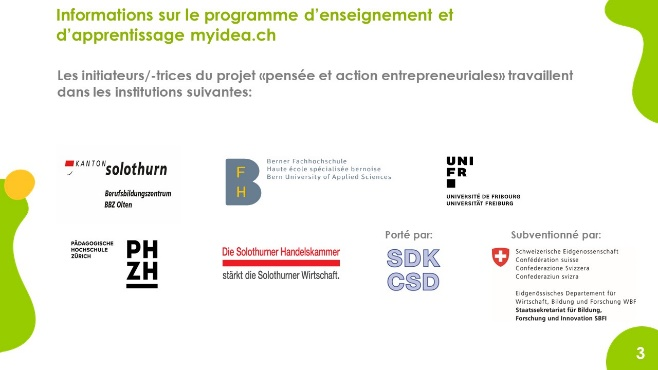 Informations sur le programme d'enseignement et
d'apprentissage myidea.ch
Les initiateurs/-trices du projet «pensée et action entrepreneuriales» travaillent
dans les institutions suivantes:
KANTON solothurn
Berufsbildungszentrum
BBZ Olten
B F H
Berner Fachhochschule
Haute école spécialisée bernoise
Bern University of Applied Sciences
UNI
FR
UNIVERSITÉ DE FRIBOURG
UNIVERSITÄT FREIBURG
PÄDAGOGISCHE
HOCHSCHULE
ZÜRICH
PH
ZH
Die Solothurner Handelskammer
stärkt die Solothurner Wirtschaft.
Porté par:
SDK
CSD
Subventionné par:
Schweizerische Eidgenossenschaft
Confédération suisse
Confederazione Svizzera
Confederaziun svizra
Eidgenössisches Departement für
Wirtschaft, Bildung und Forschung WBF
Staatssekretariat für Bildung,
Forschung und Innovation SBFI
3